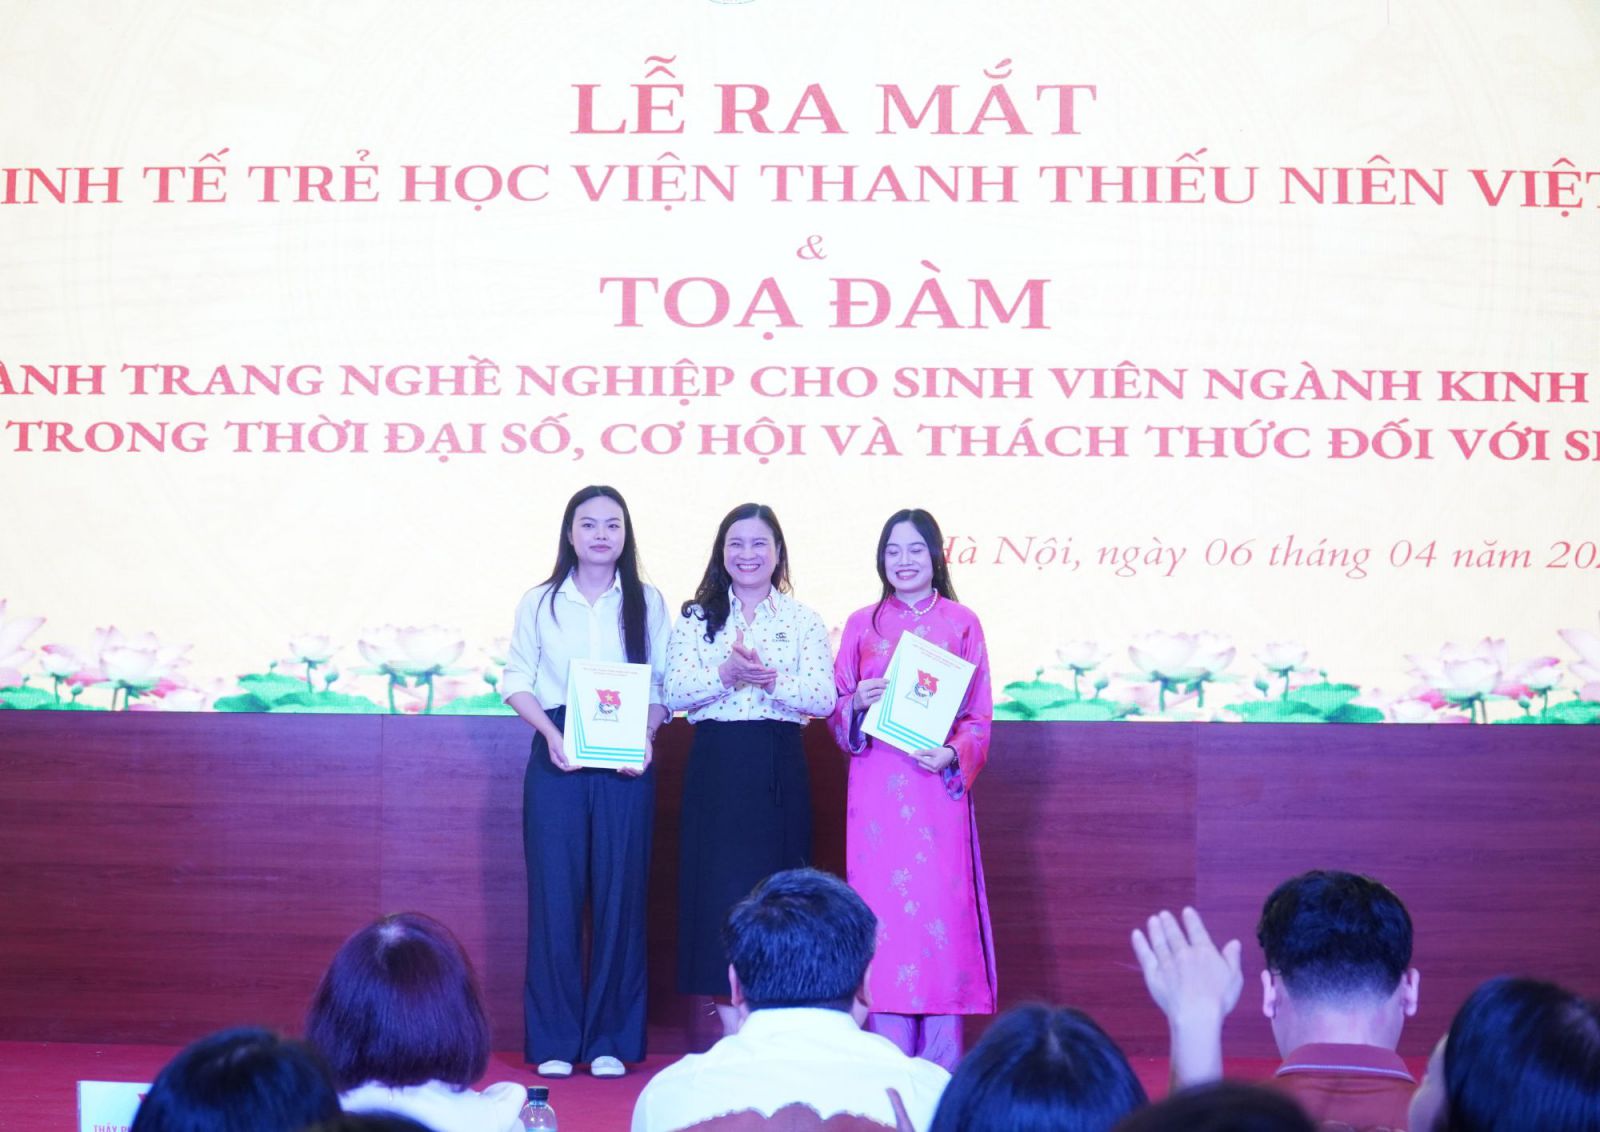 LỄ RA MẮT
INH TẾ TRẺ HỌC VIỆN THANH THIẾU NIÊN VIỆT
&
TOẠ ĐÀM
ÀNH TRANG NGHỀ NGHIỆP CHO SINH VIÊN NGÀNH KINH
TRONG THỜI ĐẠI SỐ, CƠ HỘI VÀ THÁCH THỨC ĐỐI VỚI
Hà Nội, ngày 06 tháng 04 năm 20
THẦY